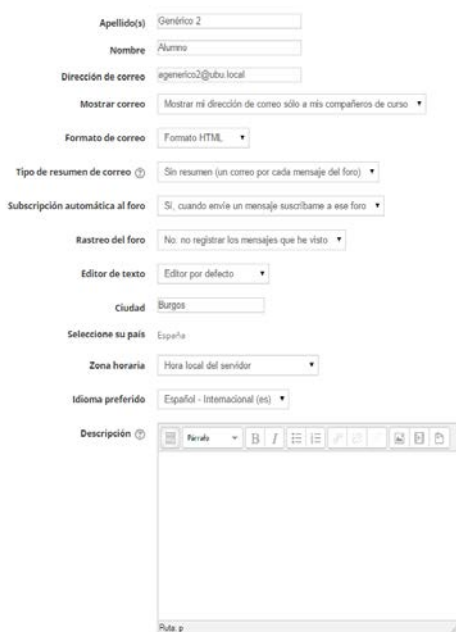 Apellido(s) Genérico 2
Nombre Alumno
Dirección de correo agenerico2@ubu.local
Mostrar correo Mostrar mi dirección de correo sólo a mis compañeros de curso
Formato de correo Formato HTML
Tipo de resumen de correo Sin resumen (un correo por cada mensaje del foro)
Subscripción automática al foro Sí, cuando envíe un mensaje suscríbame a ese foro
Rastreo del foro No: no registrar los mensajes que he visto
Editor de texto Editor por defecto
Ciudad Burgos
Seleccione su país España
Zona horaria Hora local del servidor
Idioma preferido Español - Internacional (es)
Descripción Párrafo B I
Ruta: p